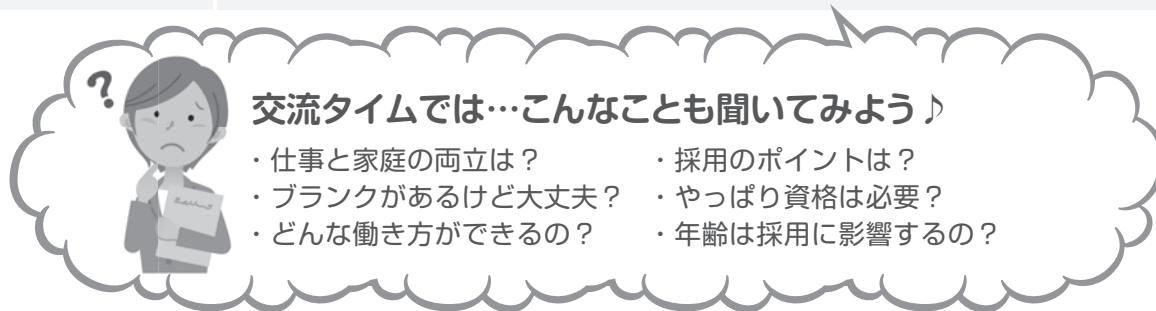 ?
交流タイムでは…こんなことも聞いてみよう♪
・仕事と家庭の両立は？
・採用のポイントは？
・ブランクがあるけど大丈夫？
・やっぱり資格は必要？
・どんな働き方ができるの？
・年齢は採用に影響するの？